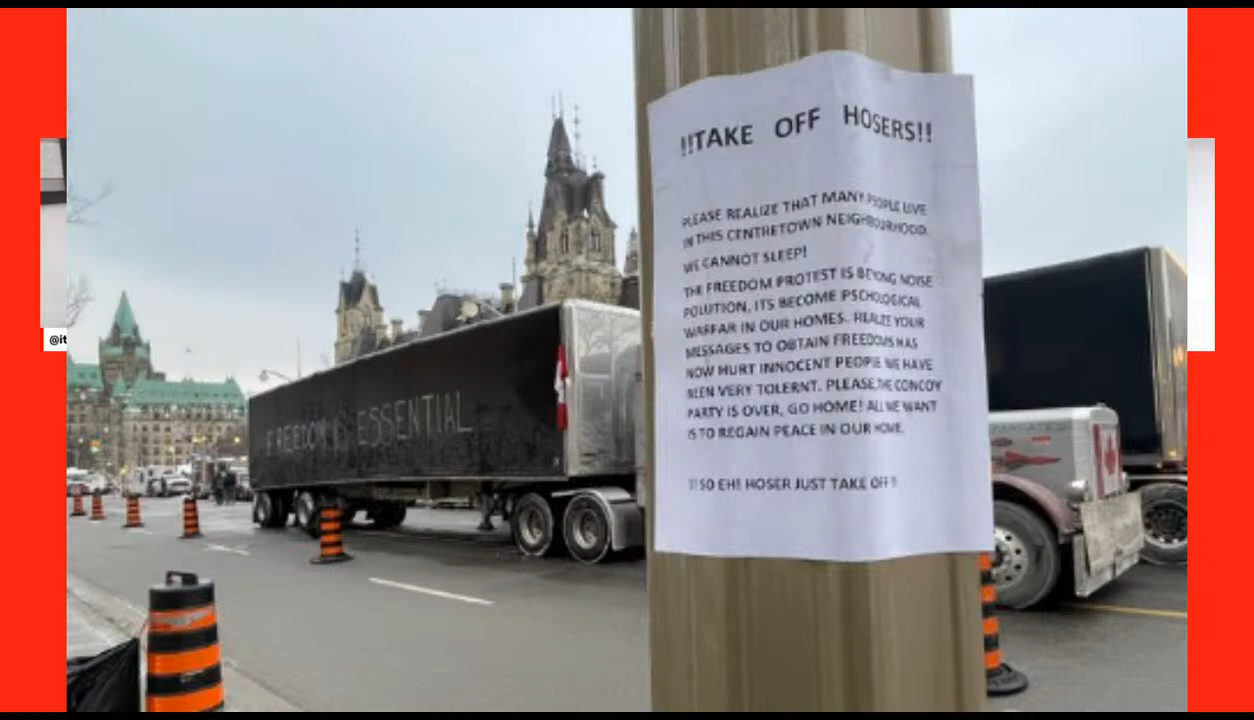 !!TAKE OFF HOSERS!!
PLEASE REALIZE THAT MANY PEOPLE LIVE
IN THIS CENTRETOWN NEIGHBOURHOOD.
WE CANNOT SLEEP!
THE FREEDOM PROTEST IS BEYONG NOISE
POLUTION, ITS BECOME PSCHOLOGICAL
WARFAR IN OUR HOMES. REALIZE YOUR
MESSAGES TO OBTAIN FREEDOMS HAS
NOW HURT INNOCENT PEOPLE WE HAVE
BEEN VERY TOLERNT. PLEASE,THE CONCOY
PARTY IS OVER, GO HOME! ALL WE WANT
IS TO REGAIN PEACE IN OUR HOME.
!! SO EH!! HOSER JUST TAKE OFF !!
FREEDOM IS ESSENTIAL
@it